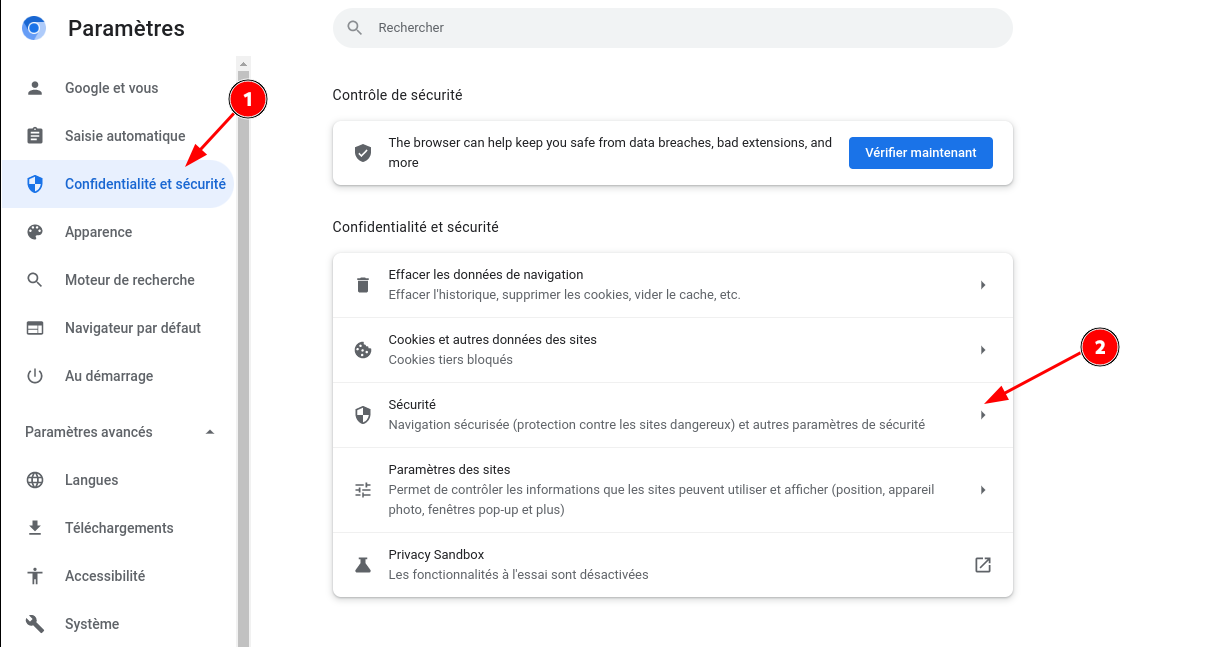 Paramètres
Rechercher
Google et vous
Saisie automatique
Confidentialité et sécurité
Apparence
Moteur de recherche
Navigateur par défaut
Au démarrage
Paramètres avancés
Langues
Téléchargements
Accessibilité
Système
1
Contrôle de sécurité
The browser can help keep you safe from data breaches, bad extensions, and
more
Vérifier maintenant
Confidentialité et sécurité
Effacer les données de navigation
Effacer l'historique, supprimer les cookies, vider le cache, etc.
Cookies et autres données des sites
Cookies tiers bloqués
2
Sécurité
Navigation sécurisée (protection contre les sites dangereux) et autres paramètres de sécurité
Paramètres des sites
Permet de contrôler les informations que les sites peuvent utiliser et afficher (position, appareil
photo, fenêtres pop-up et plus)
Privacy Sandbox
Les fonctionnalités à l'essai sont désactivées